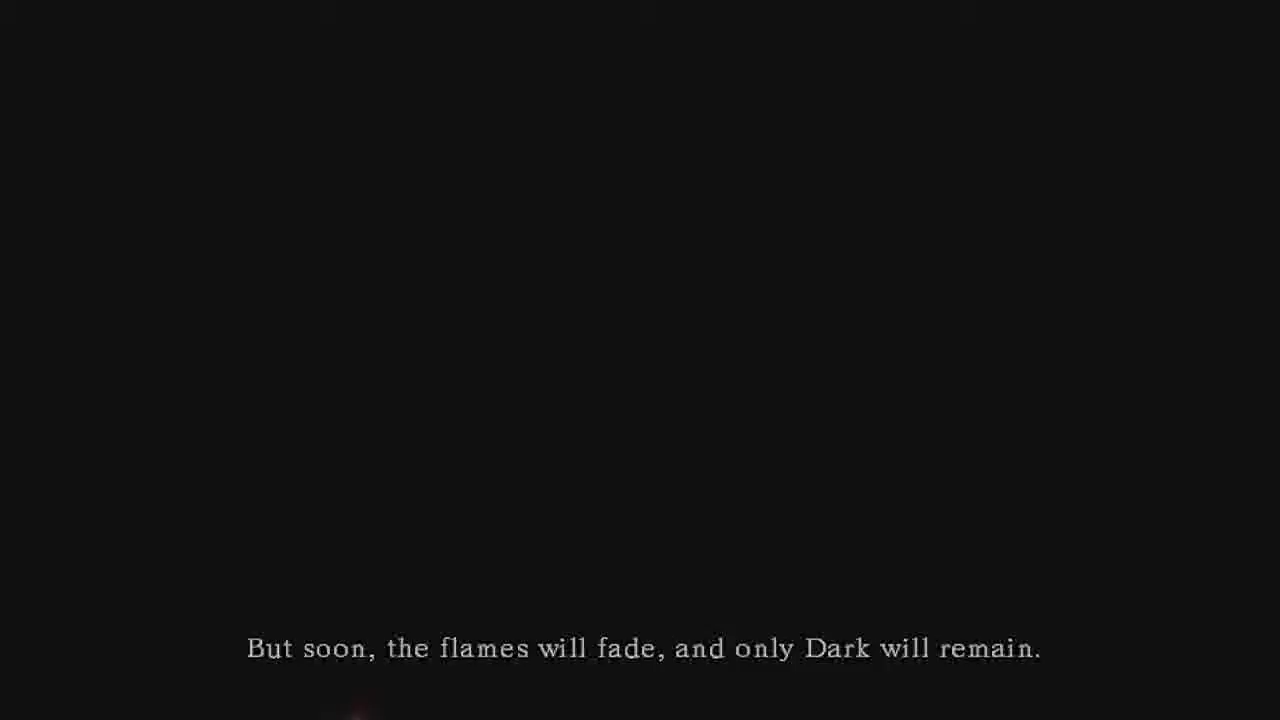 But soon, the flames will fade, and only Dark will remain.